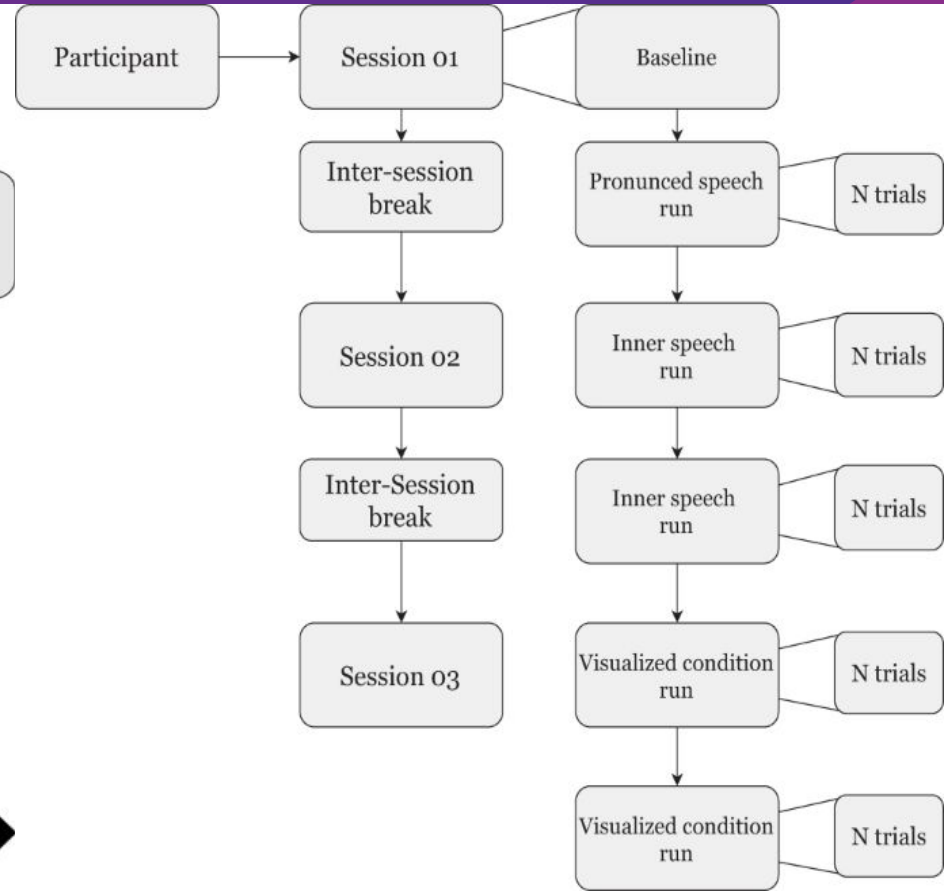 Participant
Session 01
Baseline
Inter-session
break
Pronunced speech
run
N trials
Session 02
Inner speech
run
N trials
Inter-Session
break
Inner speech
run
N trials
Session 03
Visualized condition
run
N trials
Visualized condition
run
N trials